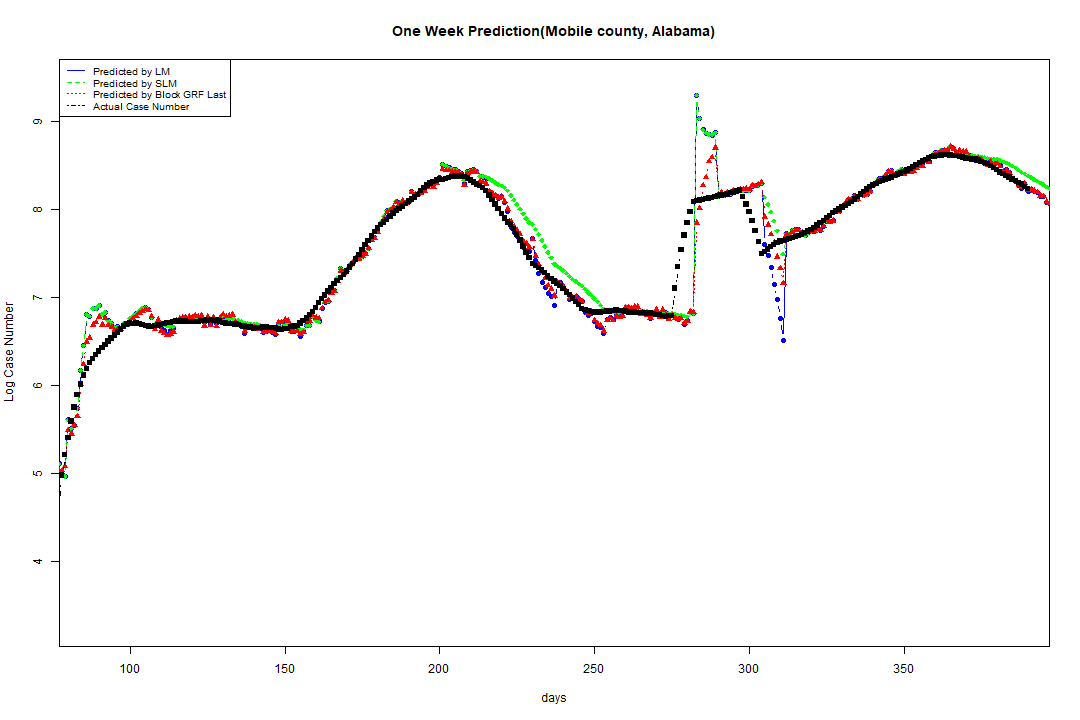 One Week Prediction(Mobile county, Alabama)
Predicted by LM
Predicted by SLM
Predicted by Block GRF Last
Actual Case Number
Log Case Number
9
8
7
6
5
4
100 150 200 250 300 350
days